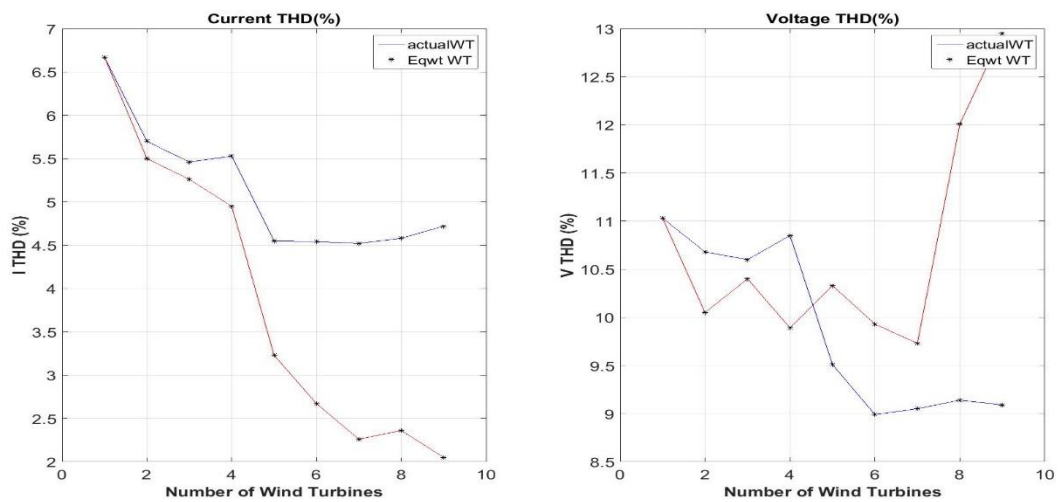 Current THD(%)
7
6.5
6
5.5
5
4.5
4
3.5
3
2.5
2
0 2 4 6 8 10
I THD (%)
Number of Wind Turbines
actualWT
Eqwt WT
Voltage THD(%)
13
12.5
12
11.5
11
10.5
10
9.5
9
8.5
0 2 4 6 8 10
V THD (%)
Number of Wind Turbines
actualWT
Eqwt WT